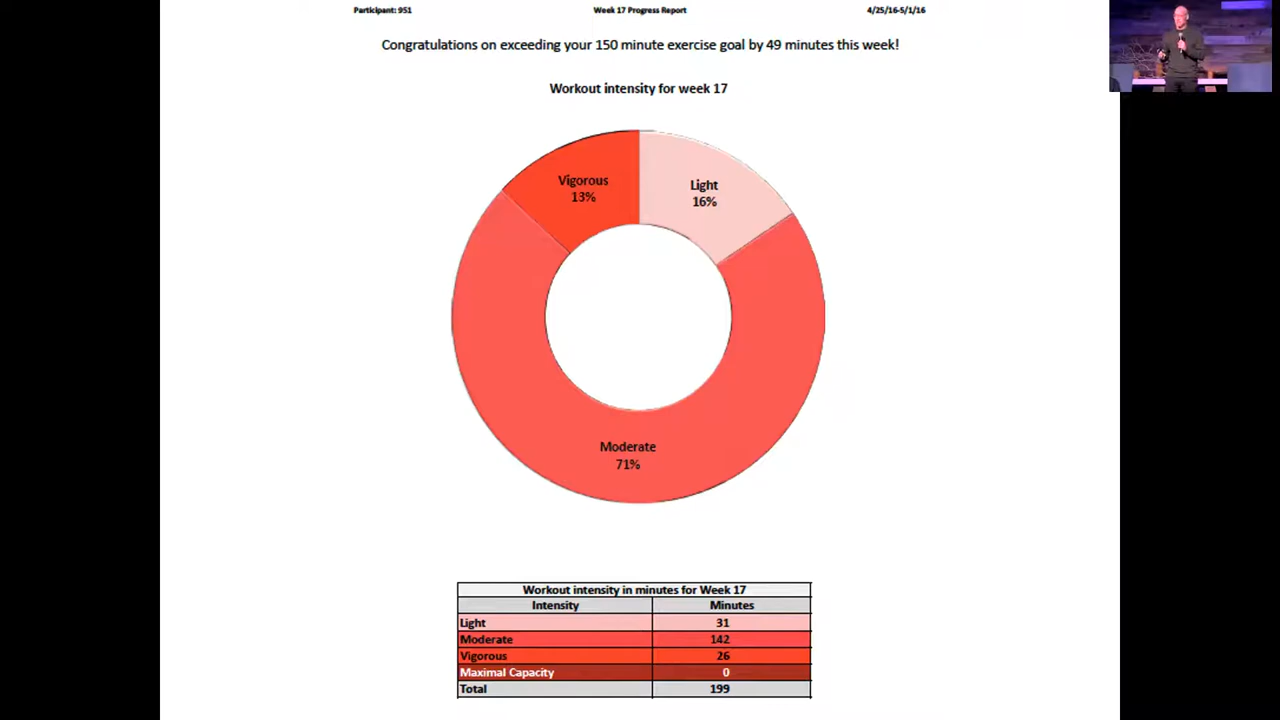 Participant: 951 Week 17 Progress Report 4/25/16-5/1/16
Congratulations on exceeding your 150 minute exercise goal by 49 minutes this week!
Workout intensity for week 17
Vigorous
13%
Light
16%
Moderate
71%
Workout intensity in minutes for Week 17
Intensity Minutes
Light 31
Moderate 142
Vigorous 26
Maximal Capacity 0
Total 199